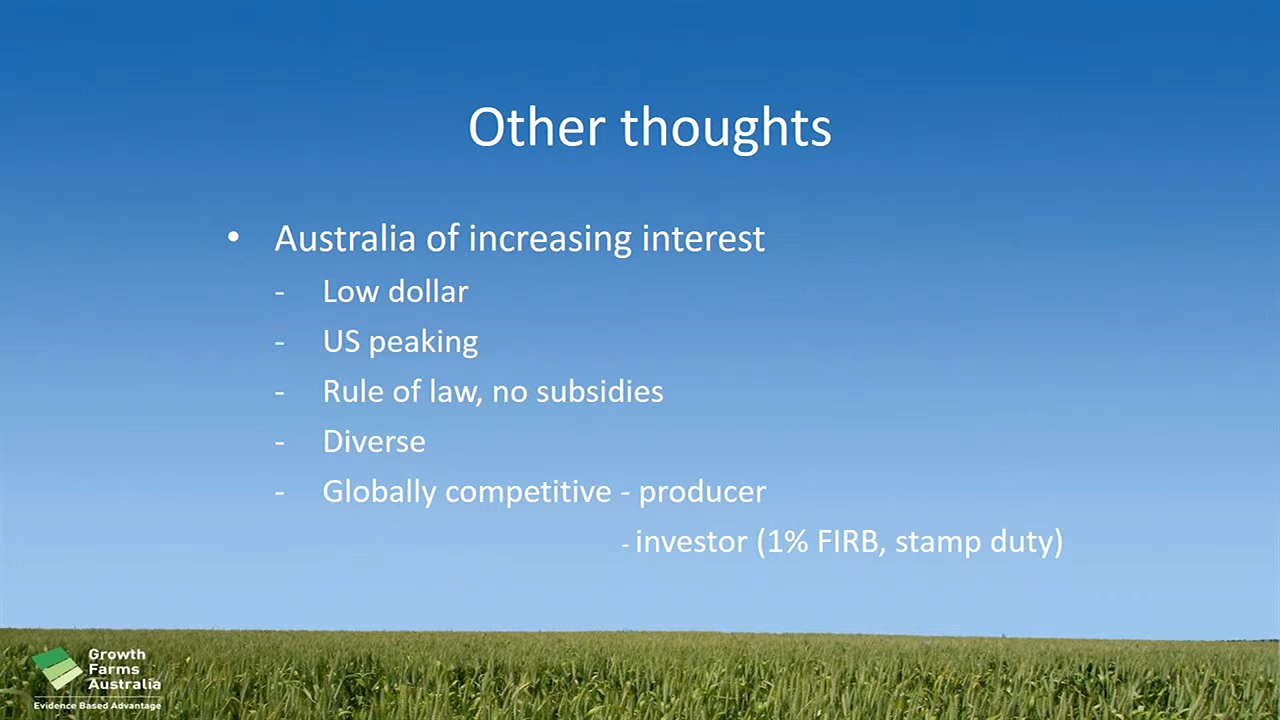 Other thoughts
• Australia of increasing interest
- Low dollar
- US peaking
- Rule of law, no subsidies
- Diverse
- Globally competitive - producer
- investor (1% FIRB, stamp duty)
Growth
Farms
Australia
Evidence Based Advantage